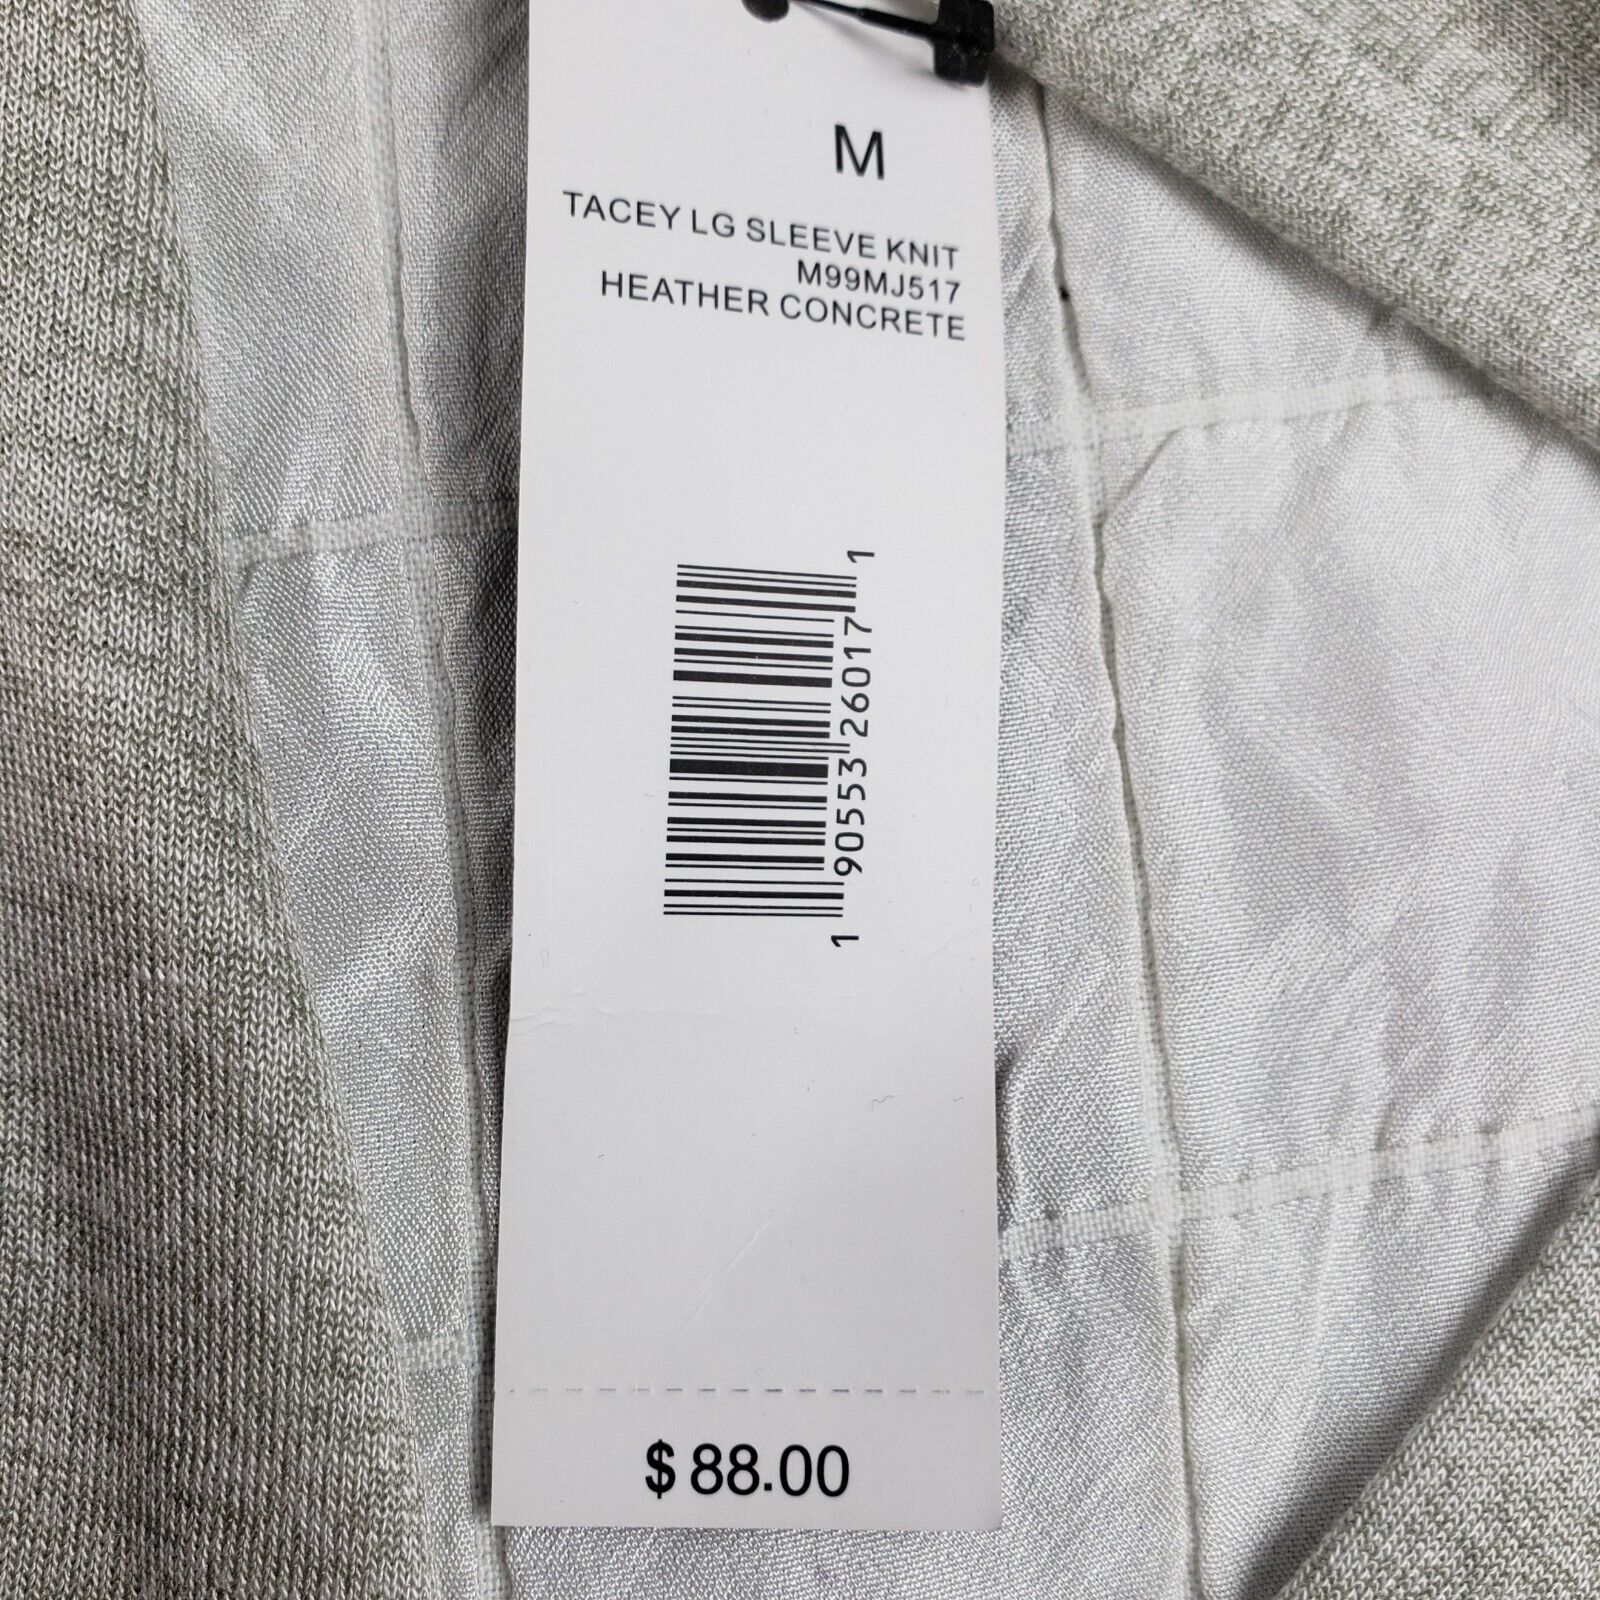 M
TACEY LG SLEEVE KNIT
M99MJ517
HEATHER CONCRETE
1 90553 26017 1
$ 88.00